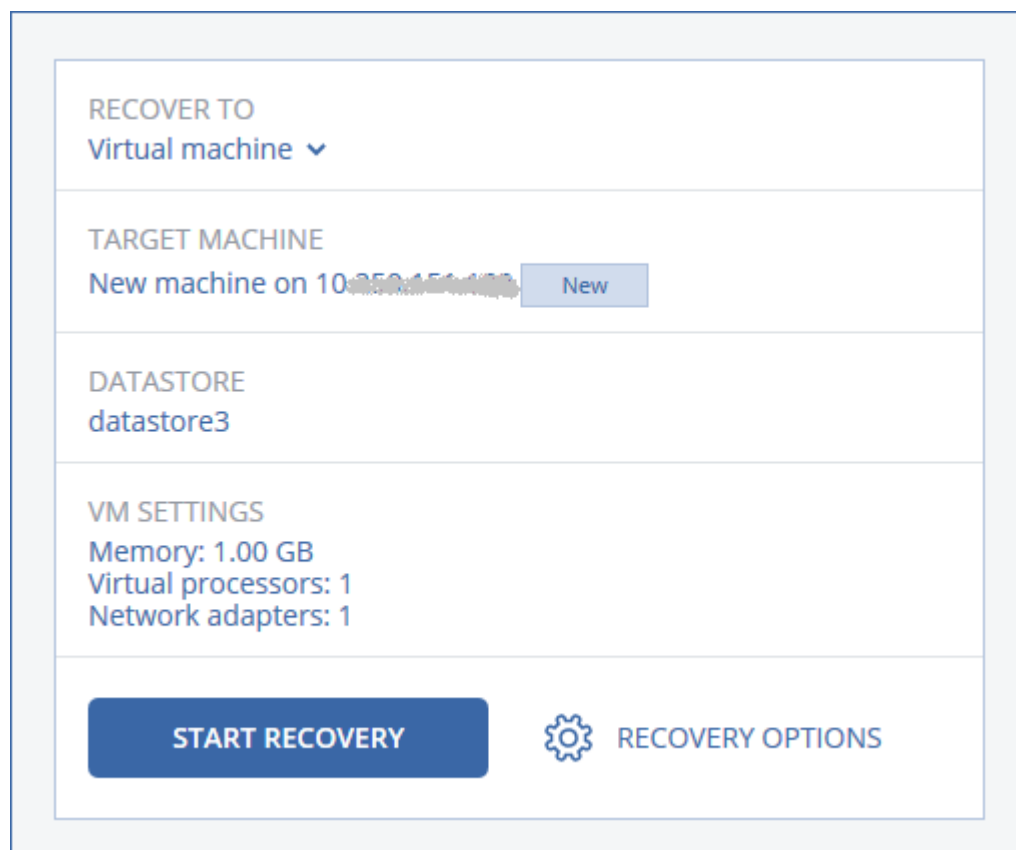 RECOVER TO
Virtual machine
TARGET MACHINE
New machine on 10
New
DATASTORE
datastore3
VM SETTINGS
Memory: 1.00 GB
Virtual processors: 1
Network adapters: 1
START RECOVERY
RECOVERY OPTIONS